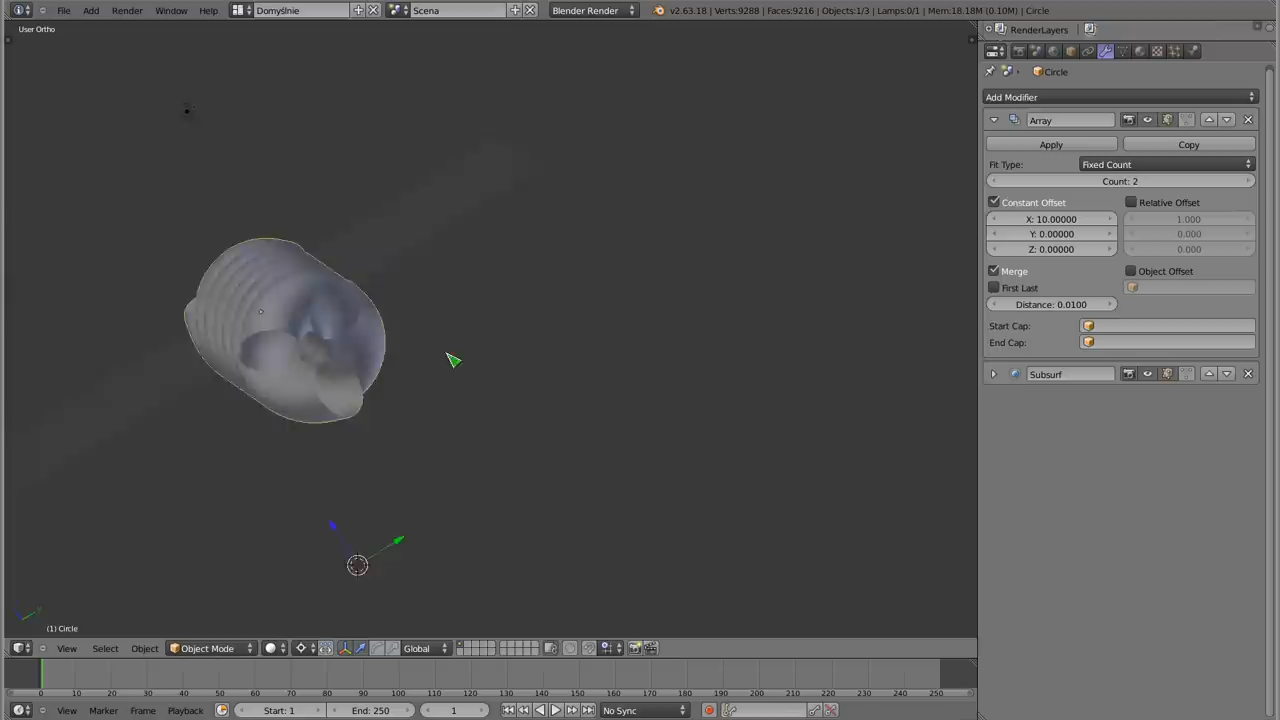 File Add Render Window Help Domyślnie Scena Blender Render v2.63.18 | Verts:9288 | Faces:9216 | Objects:1/3 | Lamps:0/1 | Mem:18.18M (0.10M) | Circle
User Ortho
RenderLayers
Circle
Add Modifier
Array
Apply Copy
Fit Type: Fixed Count
Count: 2
Constant Offset Relative Offset
X: 10.00000 1.000
Y: 0.00000 0.000
Z: 0.00000 0.000
Merge Object Offset
First Last
Distance: 0.0100
Start Cap:
End Cap:
Subsurf
(1) Circle
View Select Object Object Mode Global
0 10 20 30 40 50 60 70 80 90 100 110 120 130 140 150 160 170 180 190 200 210 220 230 240 250
View Marker Frame Playback Start: 1 End: 250 1 No Sync